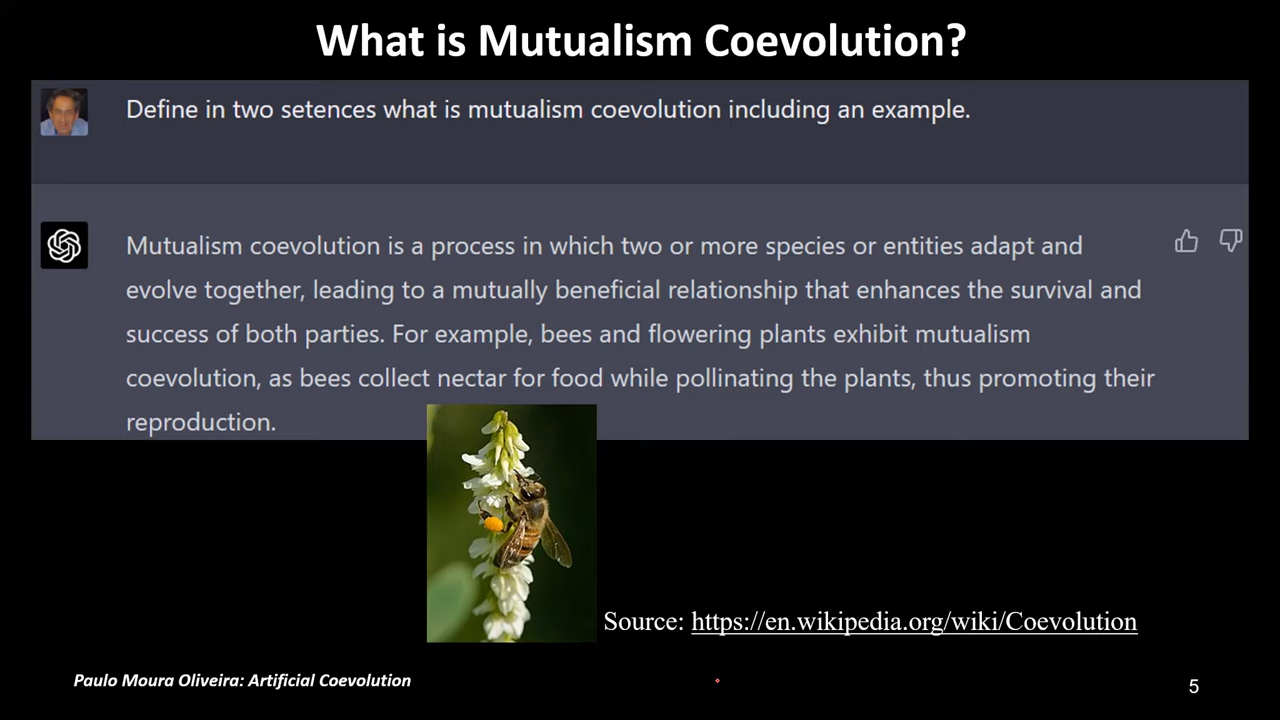 What is Mutualism Coevolution?
Define in two setences what is mutualism coevolution including an example.
Mutualism coevolution is a process in which two or more species or entities adapt and
evolve together, leading to a mutually beneficial relationship that enhances the survival and
success of both parties. For example, bees and flowering plants exhibit mutualism
coevolution, as bees collect nectar for food while pollinating the plants, thus promoting their
reproduction.
Source: https://en.wikipedia.org/wiki/Coevolution
Paulo Moura Oliveira: Artificial Coevolution
5